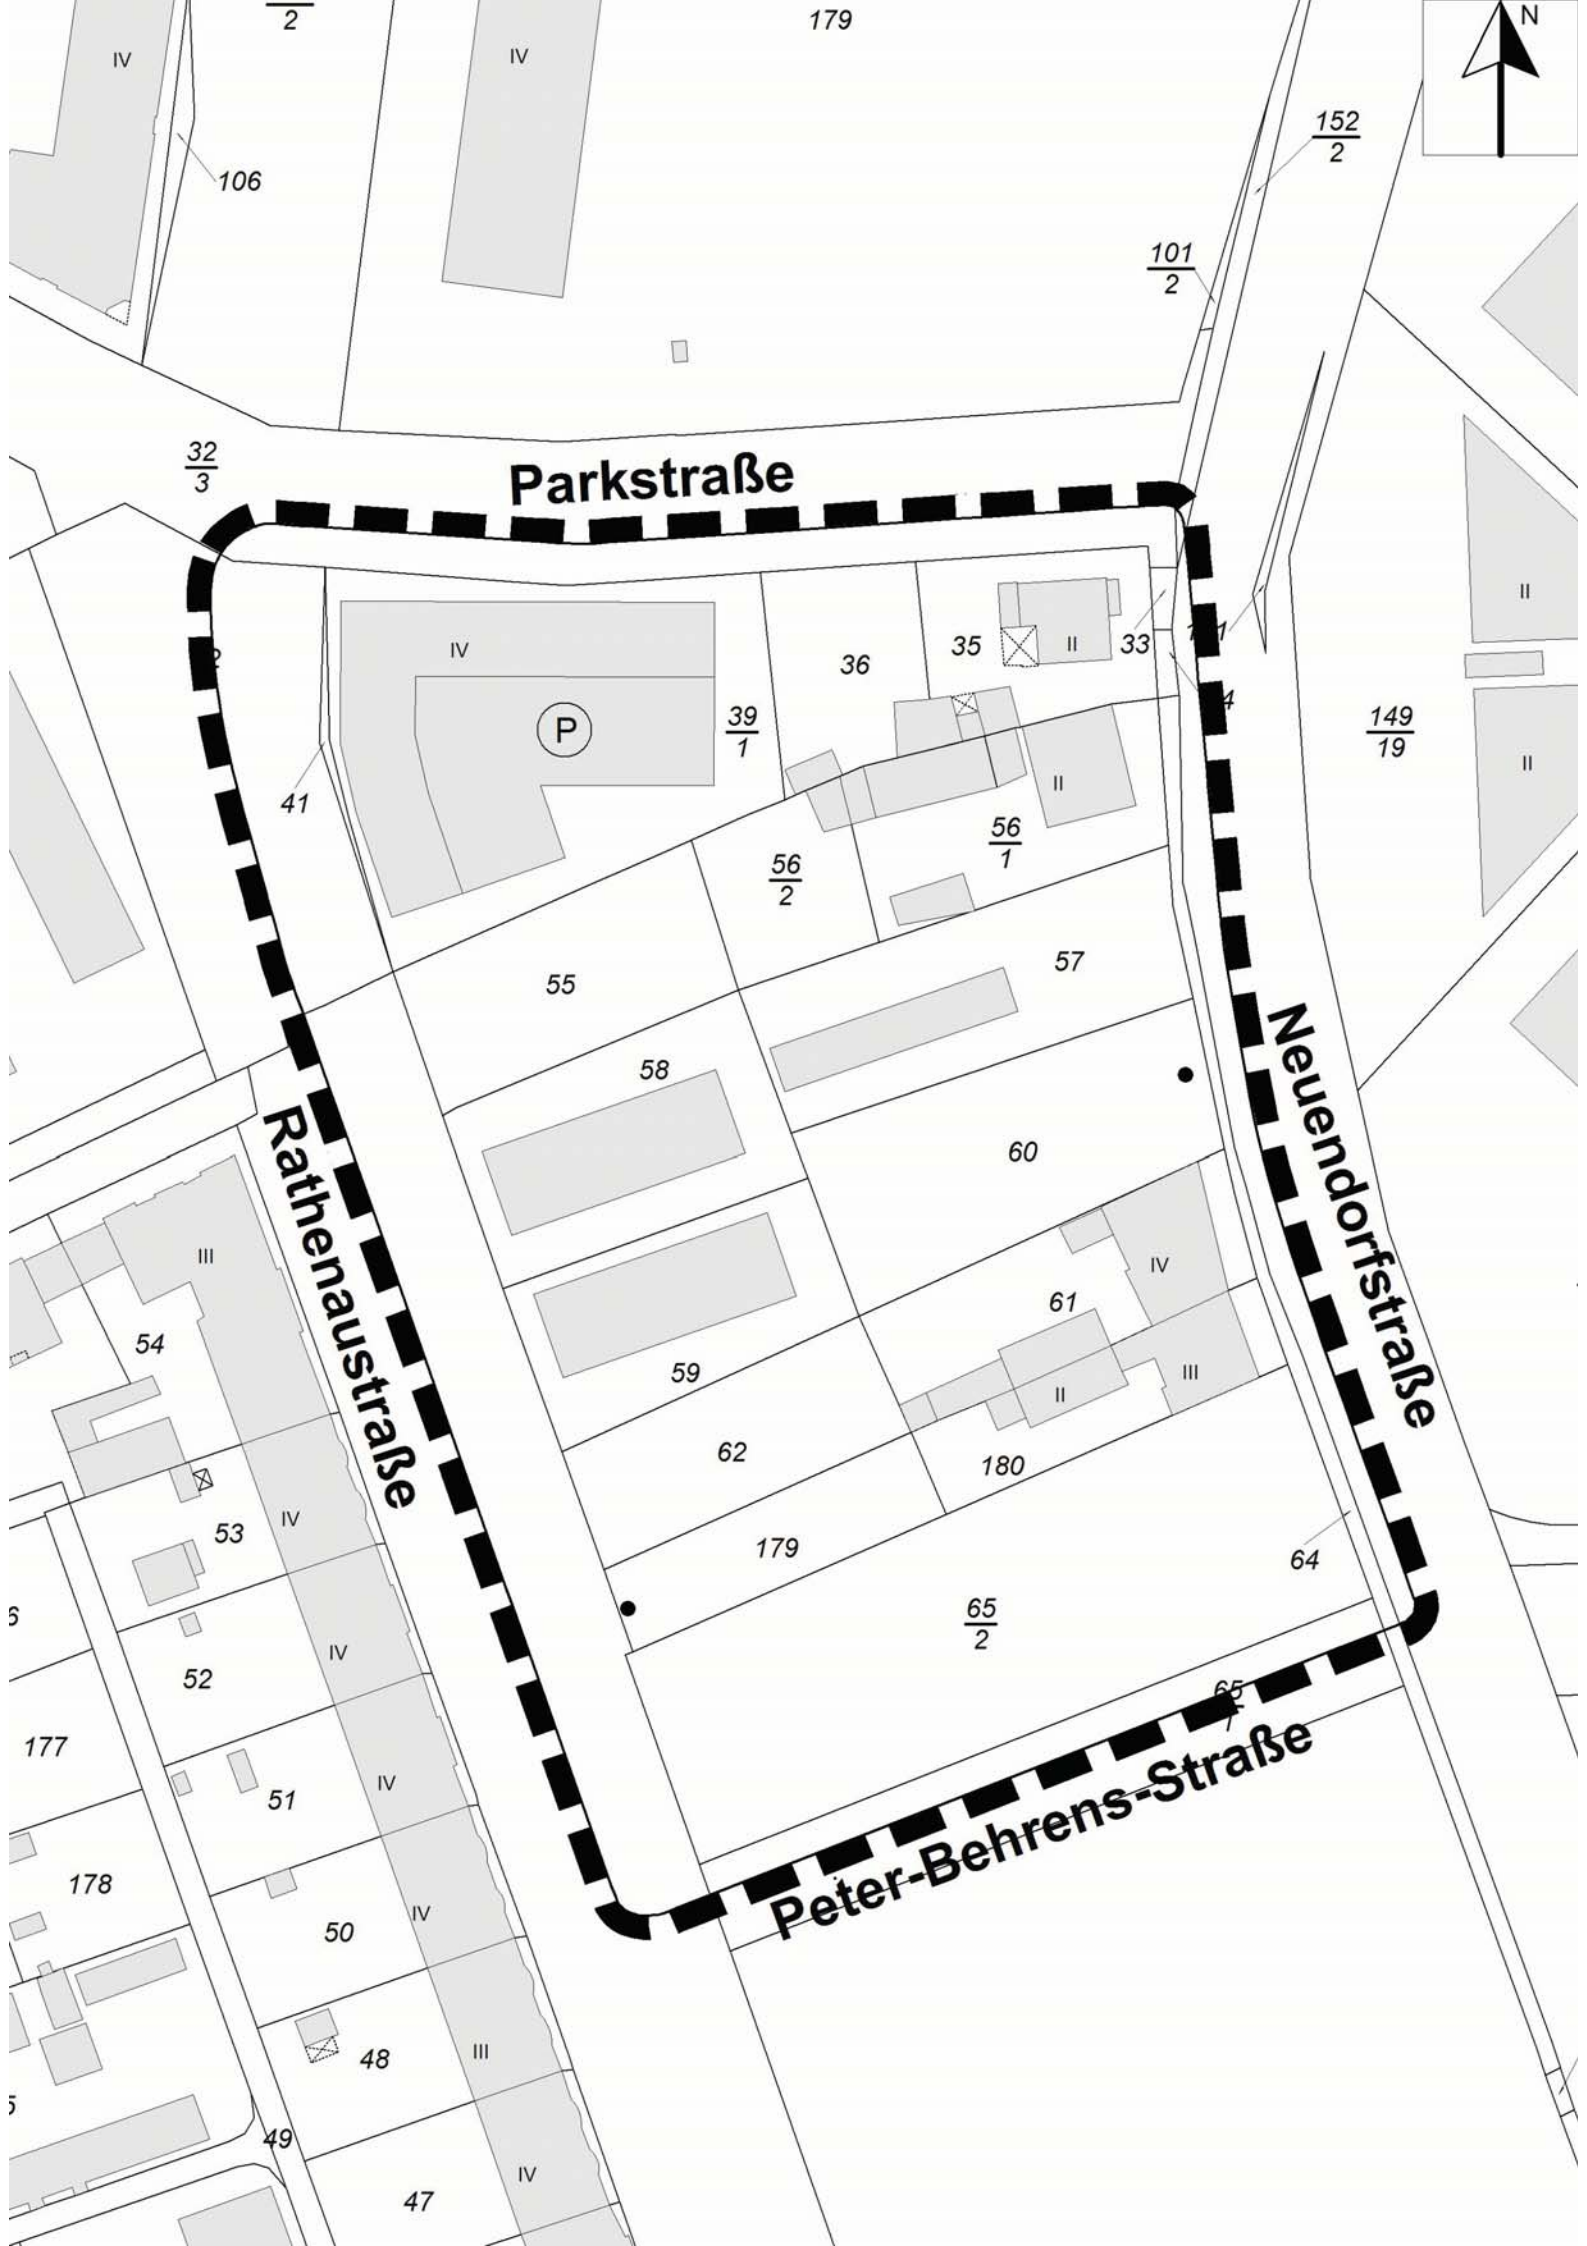 2
179
N
IV
IV
152
2
106
101
2
32
3
Parkstraße
II
IV
36
35
II
33
39
1
P
149
19
II
41
II
56
1
56
2
55
57
58
60
Neuendorfstraße
Rathenaustraße
III
IV
61
54
59
II
III
62
180
IV
53
179
64
65
2
52
IV
65
177
Peter-Behrens-Straße
51
IV
178
50
IV
48
III
49
47
IV